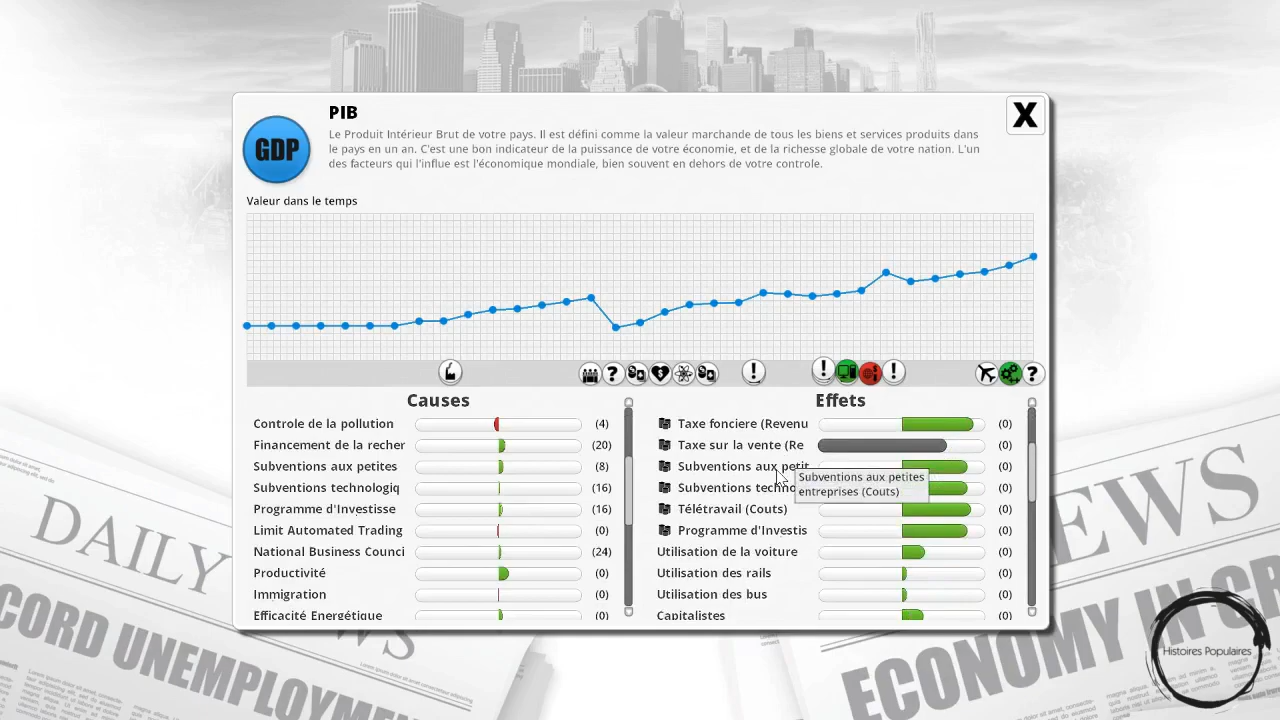 PIB
Le Produit Intérieur Brut de votre pays. Il est défini comme la valeur marchande de tous les biens et services produits dans
le pays en un an. C'est une bon indicateur de la puissance de votre économie, et de la richesse globale de votre nation. L'un
des facteurs qui l'influe est l'économique mondiale, bien souvent en dehors de votre controle.
GDP
X
Valeur dans le temps
Causes
Effets
Controle de la pollution (4)
Financement de la recher (20)
Subventions aux petites (8)
Subventions technologiq (16)
Programme d'Investisse (16)
Limit Automated Trading (0)
National Business Counci (24)
Productivité (0)
Immigration (0)
Efficacité Energétique (0)
Taxe fonciere (Revenu (0)
Taxe sur la vente (Re (0)
Subventions aux petit (0)
Subventions techno (0)
Télétravail (Couts) (0)
Programme d'Investis (0)
Utilisation de la voiture (0)
Utilisation des rails (0)
Utilisation des bus (0)
Capitalistes (0)
Subventions aux petites
entreprises (Couts)
DAILY
NEWS
CORD UNEMPLOYME
EWS
ECONOMY IN CR
Histoires Populaires